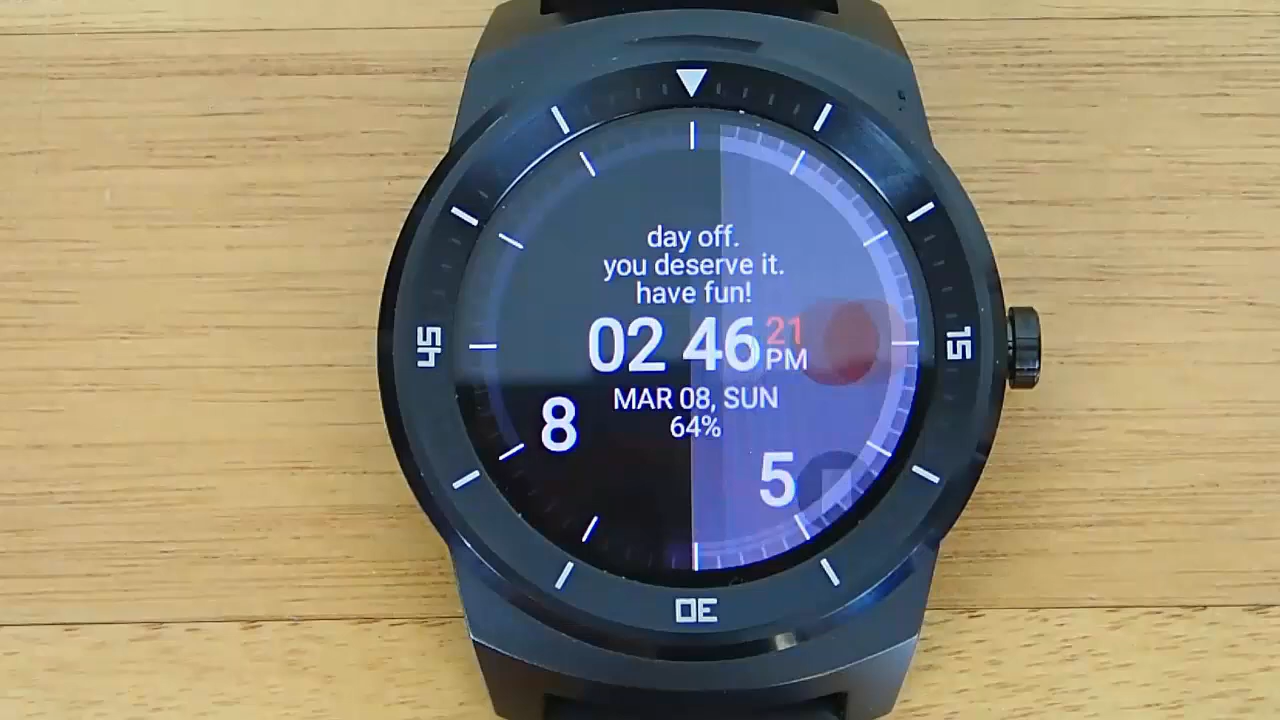 day off.
you deserve it.
have fun!
02 46 21
PM
45
15
MAR 08, SUN
8
64%
5
30